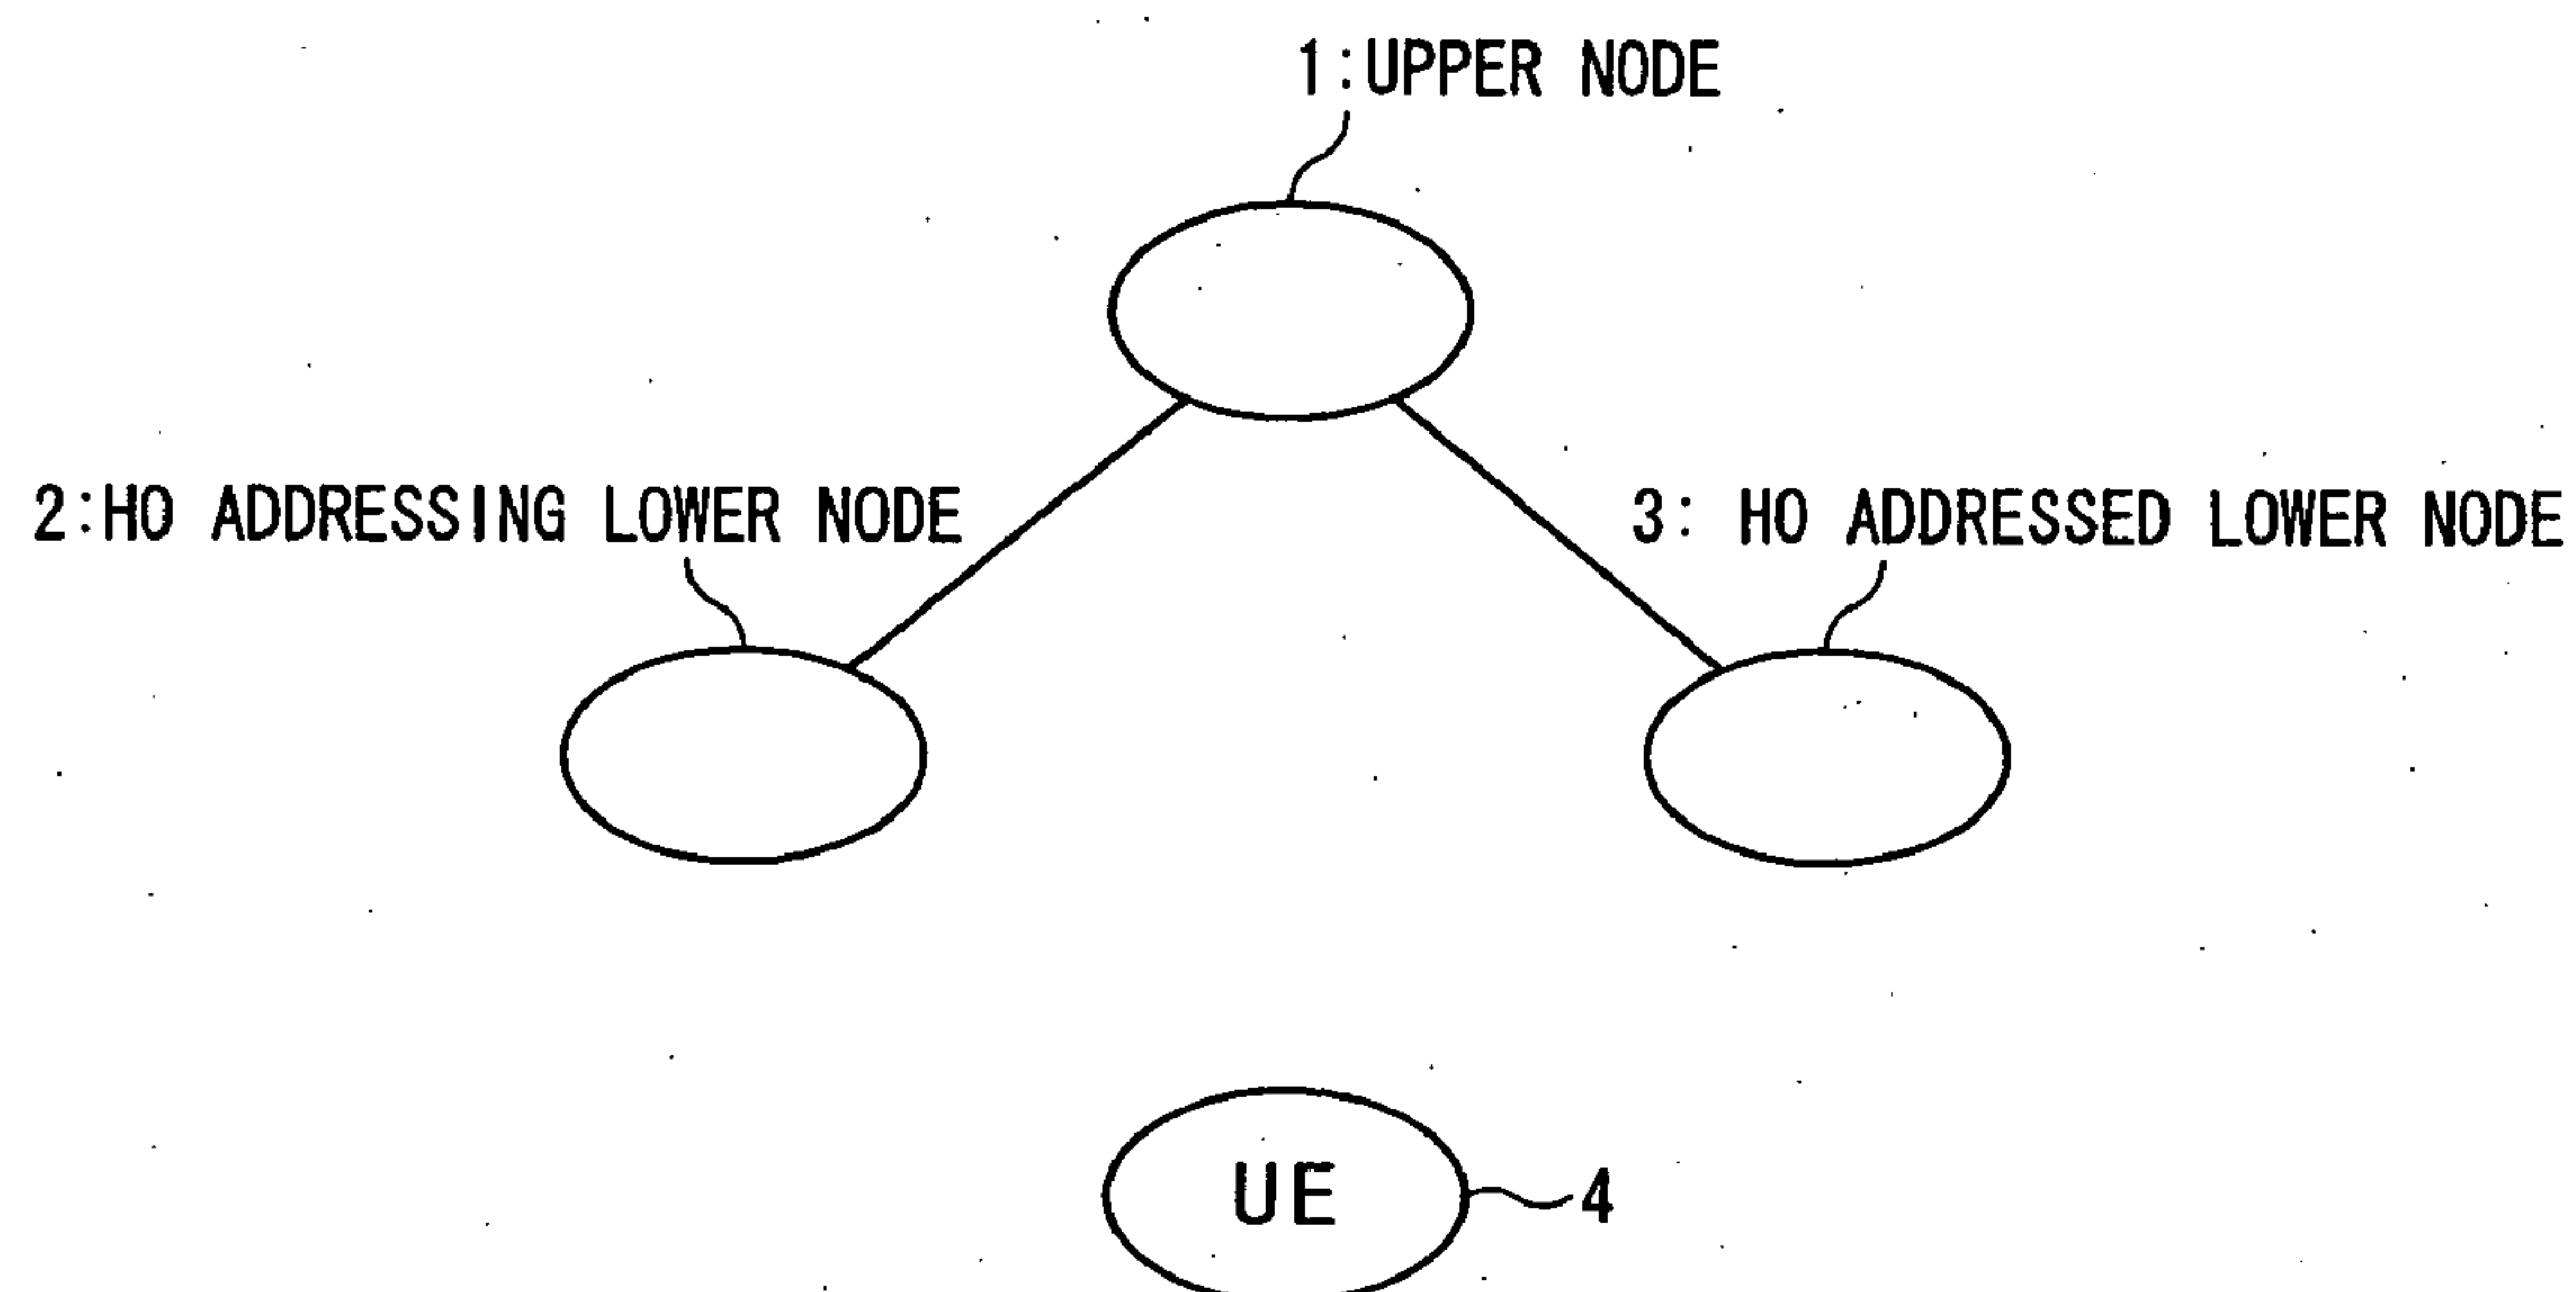 1:UPPER NODE
2:HO ADDRESSING LOWER NODE
3: HO ADDRESSED LOWER NODE
UE
4